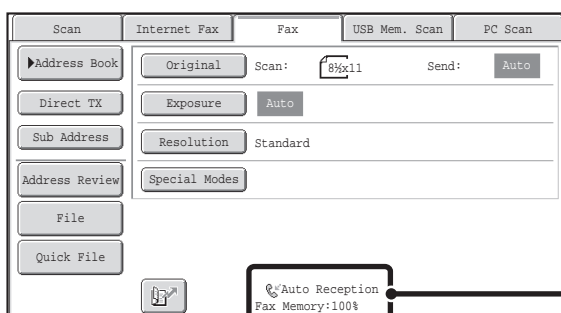 Scan Internet Fax Fax USB Mem. Scan PC Scan
Address Book Original Scan: 8½x11 Send: Auto
Direct TX Exposure Auto
Sub Address Resolution Standard
Address Review Special Modes
File
Quick File
Auto Reception
Fax Memory:100%